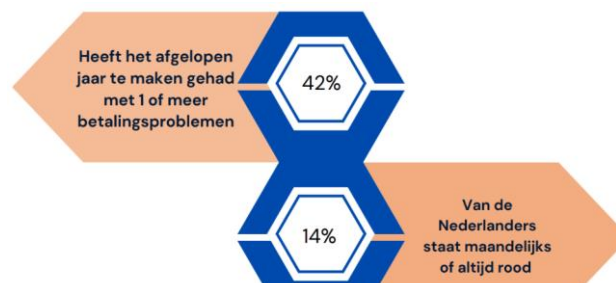 Heeft het afgelopen
jaar te maken gehad
met 1 of meer
betalingsproblemen
42%
14%
Van de
Nederlanders
staat maandelijks
of altijd rood